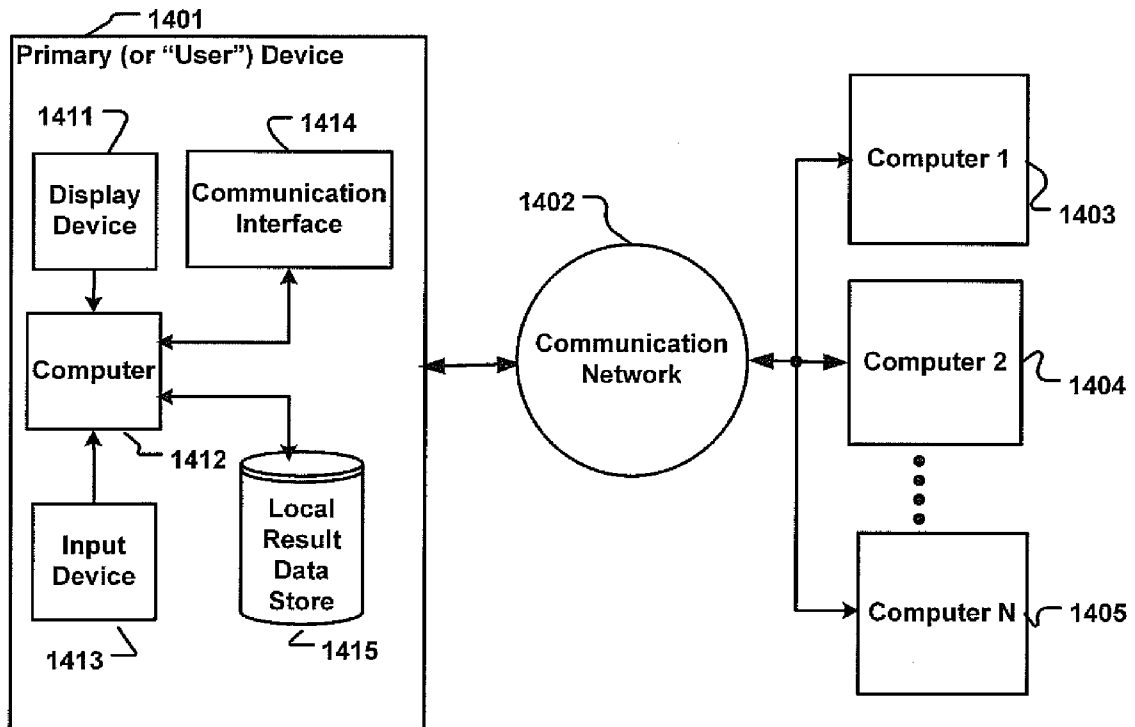 1401
Primary (or “User”) Device
1411
Display
Device
1414
Communication
Interface
Computer
1412
Input
Device
1413
Local
Result
Data
Store
1415
1402
Communication
Network
Computer 1
1403
Computer 2
1404
Computer N
1405